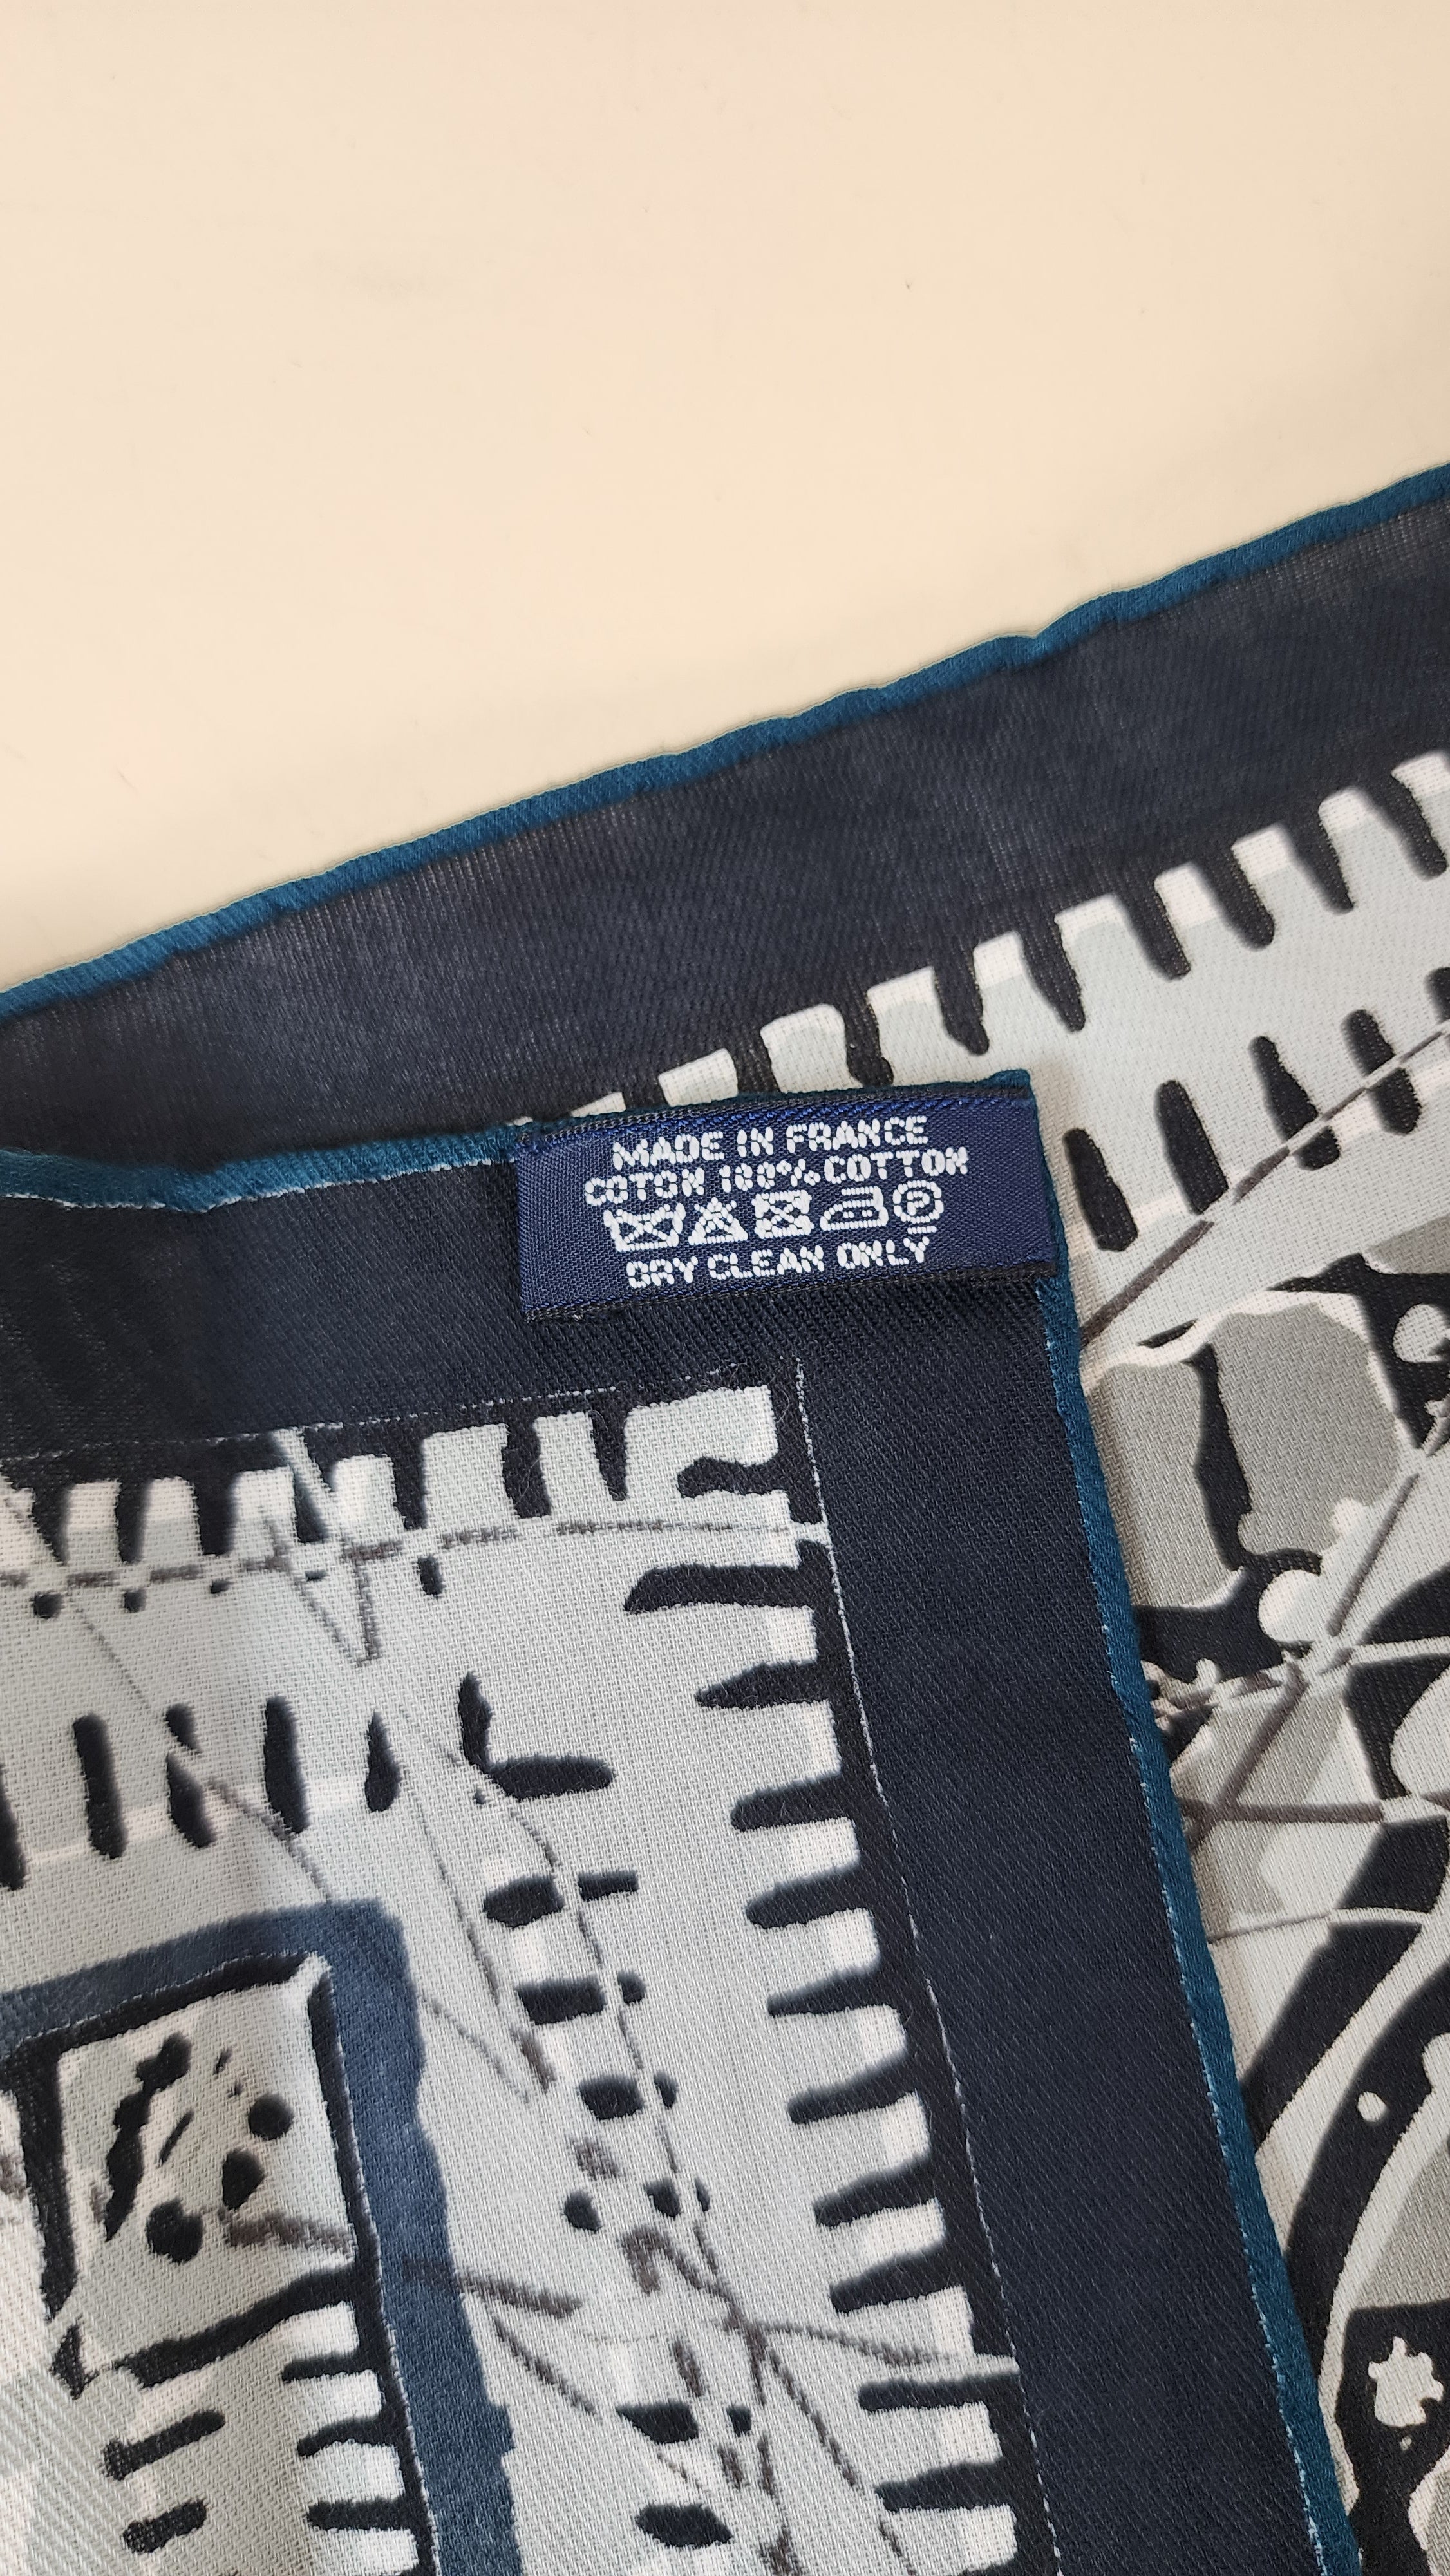 MADE IN FRANCE
COTON 100% COTTON
P
DRY CLEAN ONLY